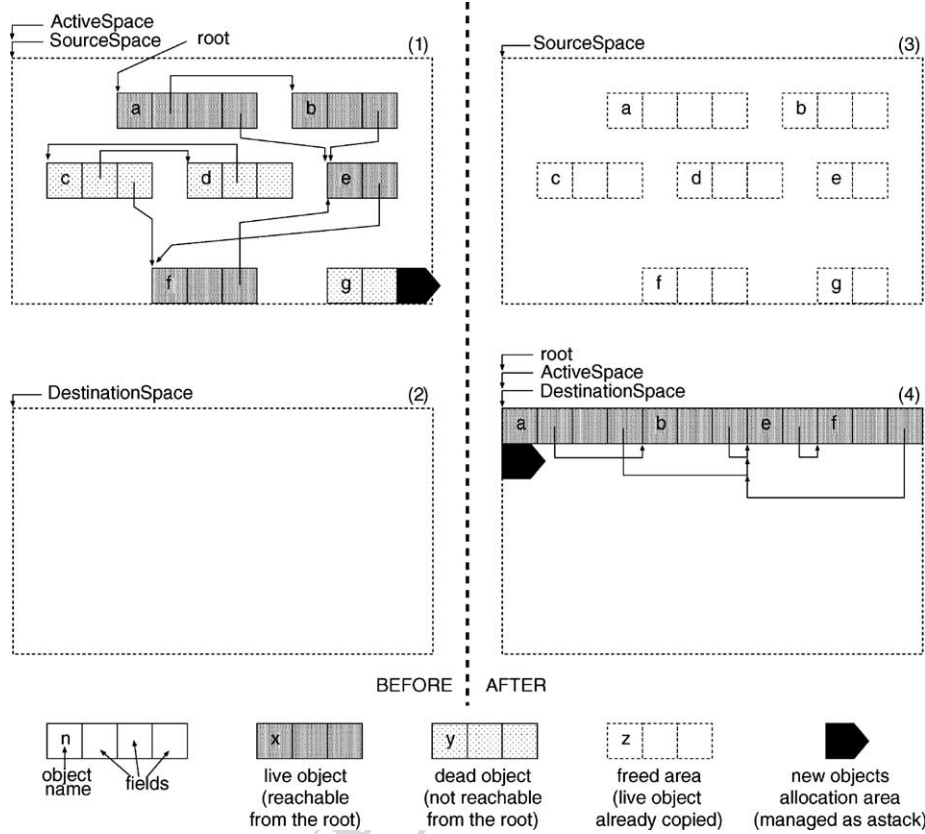 ActiveSpace
SourceSpace
root
(1)
a
b
c
d
e
f
g
SourceSpace
(3)
a
b
c
d
e
f
g
DestinationSpace
(2)
root
ActiveSpace
DestinationSpace
(4)
a
b
e
f
BEFORE
AFTER
n
object
name
fields
x
live object
(reachable
from the root)
y
dead object
(not reachable
from the root)
z
freed area
(live object
already copied)
new objects
allocation area
(managed as astack)